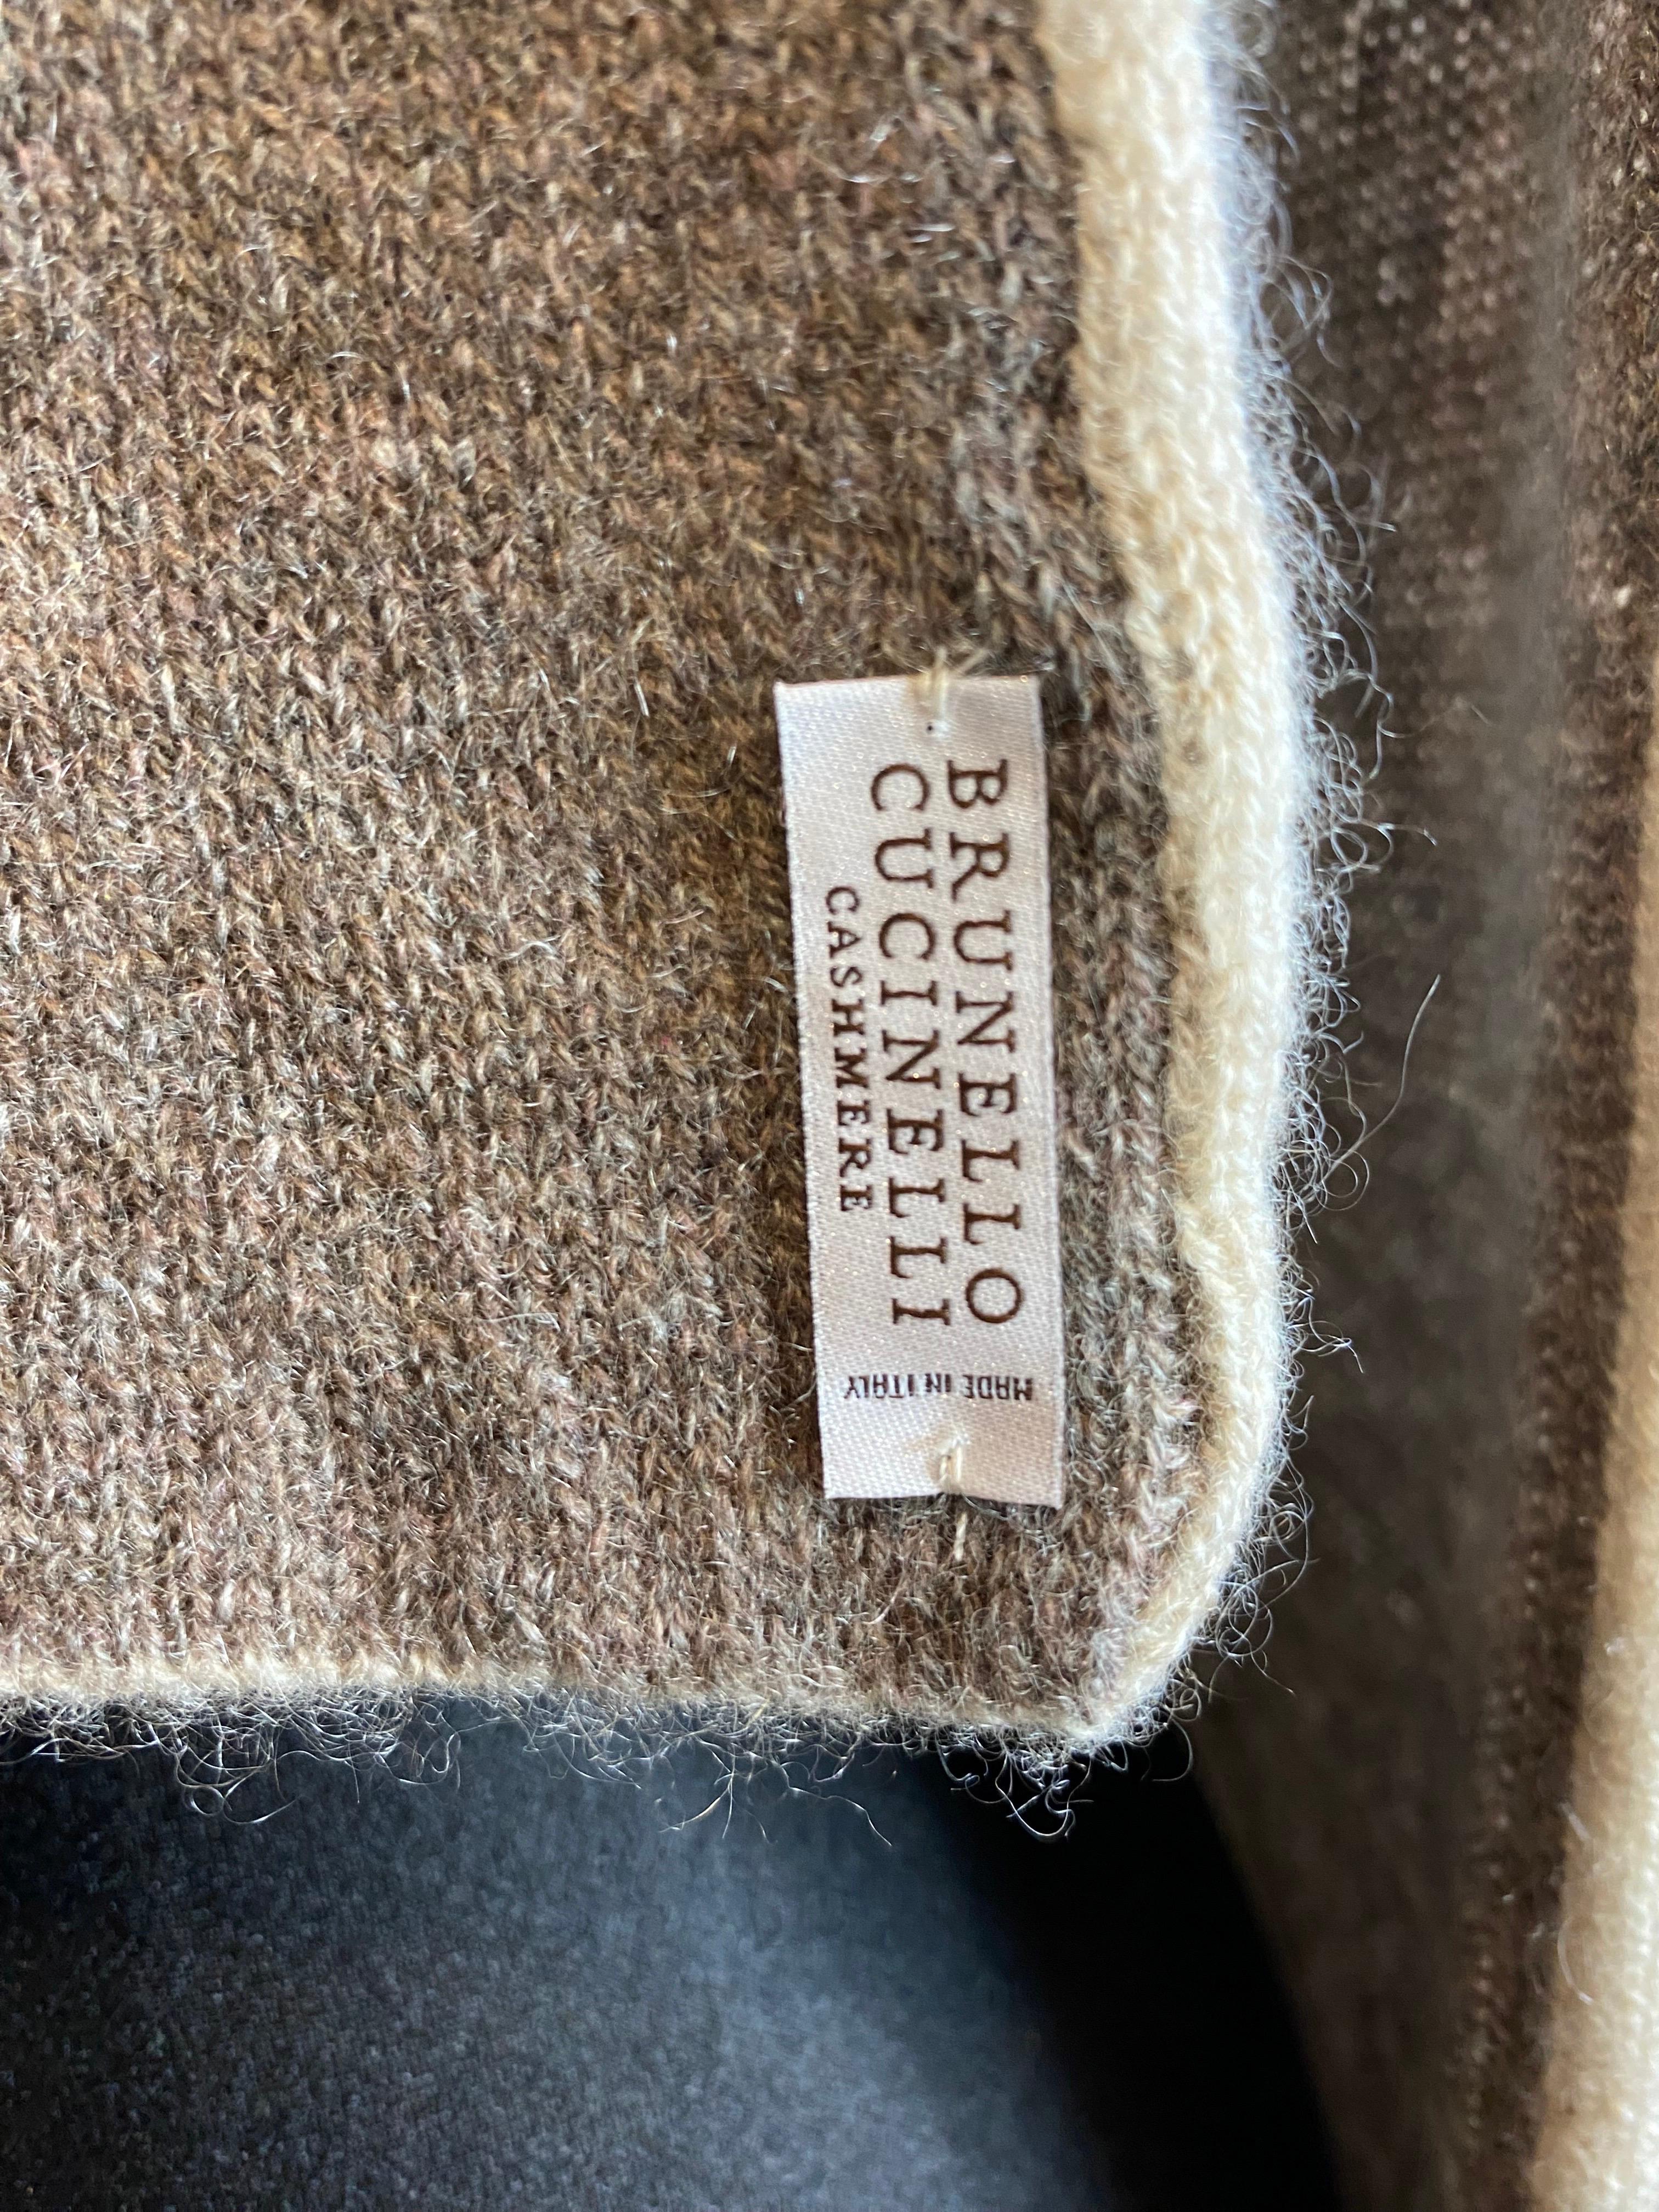 BRUNELLO
CUCINELLI
CASHMERE
MADE IN ITALY